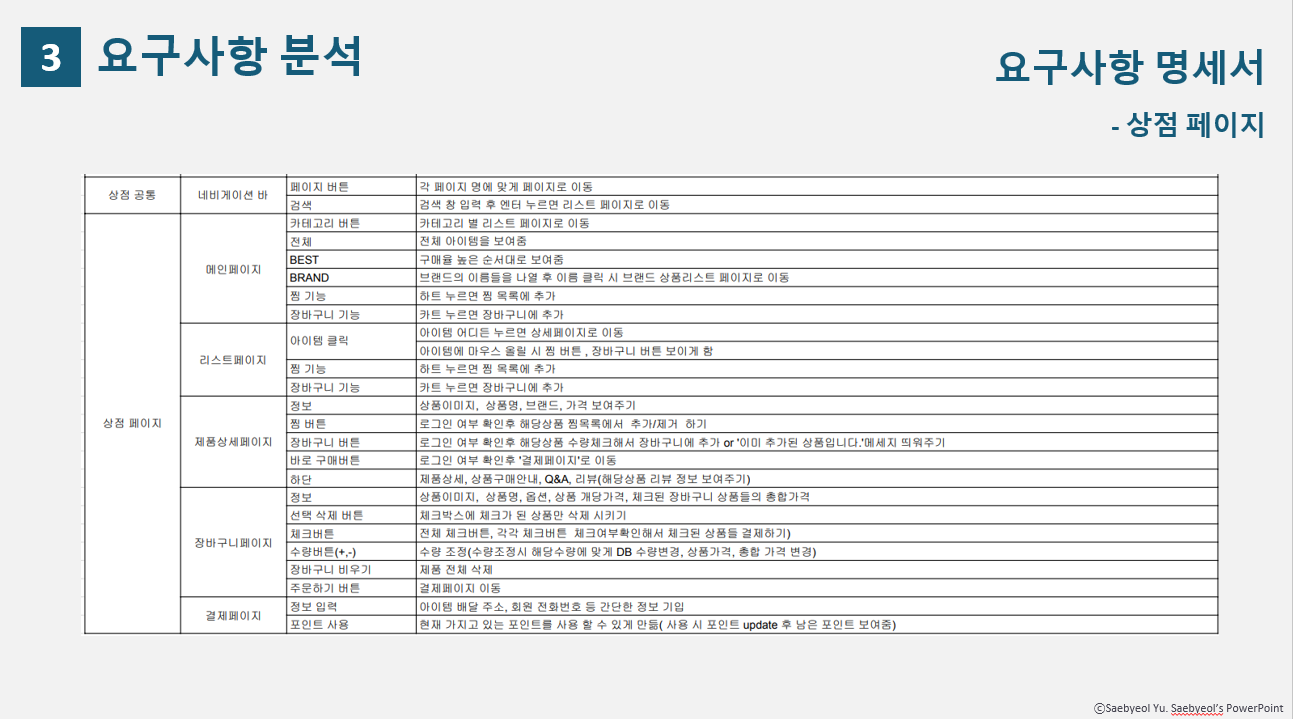 3 요구사항 분석
요구사항 명세서
- 상점 페이지
상점 공통 네비게이션 바 페이지 버튼 각 페이지 명에 맞게 페이지로 이동
검색 검색 창 입력 후 엔터 누르면 리스트 페이지로 이동
상점 페이지 메인페이지 카테고리 버튼 카테고리 별 리스트 페이지로 이동
전체 전체 아이템을 보여줌
BEST 구매율 높은 순서대로 보여줌
BRAND 브랜드의 이름들을 나열 후 이름 클릭 시 브랜드 상품리스트 페이지로 이동
찜 기능 하트 누르면 찜 목록에 추가
장바구니 기능 카트 누르면 장바구니에 추가
리스트페이지 아이템 클릭 아이템 어디든 누르면 상세페이지로 이동
아이템에 마우스 올릴 시 찜 버튼 , 장바구니 버튼 보이게 함
찜 기능 하트 누르면 찜 목록에 추가
장바구니 기능 카트 누르면 장바구니에 추가
제품상세페이지 정보 상품이미지, 상품명, 브랜드, 가격 보여주기
찜 버튼 로그인 여부 확인후 해당상품 찜목록에서 추가/제거 하기
장바구니 버튼 로그인 여부 확인후 해당상품 수량체크해서 장바구니에 추가 or '이미 추가된 상품입니다.'메세지 띄워주기
바로 구매버튼 로그인 여부 확인후 '결제페이지'로 이동
하단 제품상세, 상품구매안내, Q&A, 리뷰(해당상품 리뷰 정보 보여주기)
장바구니페이지 정보 상품이미지, 상품명, 옵션, 상품 개당가격, 체크된 장바구니 상품들의 총합가격
선택 삭제 버튼 체크박스에 체크가 된 상품만 삭제 시키기
체크버튼 전체 체크버튼, 각각 체크버튼 체크여부확인해서 체크된 상품들 결제하기)
수량버튼(+,-) 수량 조정(수량조정시 해당수량에 맞게 DB 수량변경, 상품가격, 총합 가격 변경)
장바구니 비우기 제품 전체 삭제
주문하기 버튼 결제페이지 이동
결제페이지 정보 입력 아이템 배달 주소, 회원 전화번호 등 간단한 정보 기입
포인트 사용 현재 가지고 있는 포인트를 사용 할 수 있게 만듦( 사용 시 포인트 update 후 남은 포인트 보여줌)
ⓒSaebyeol Yu. Saebyeol's PowerPoint